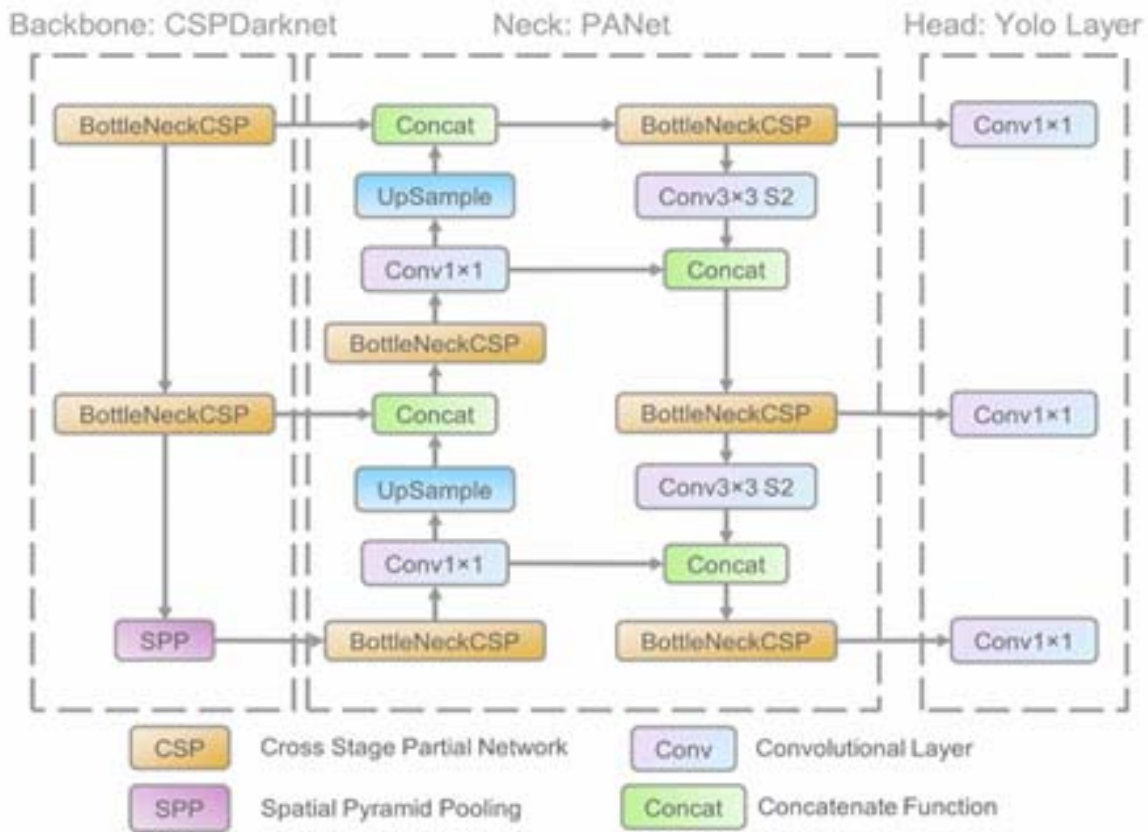 Backbone: CSPDarknet
Neck: PANet
Head: Yolo Layer
BottleNeckCSP
Concat
BottleNeckCSP
Conv1×1
UpSample
Conv3×3 S2
Conv1×1
Concat
BottleNeckCSP
BottleNeckCSP
Concat
BottleNeckCSP
Conv1×1
UpSample
Conv3×3 S2
Conv1×1
Concat
SPP
BottleNeckCSP
BottleNeckCSP
Conv1×1
CSP
Cross Stage Partial Network
Conv
Convolutional Layer
SPP
Spatial Pyramid Pooling
Concat
Concatenate Function